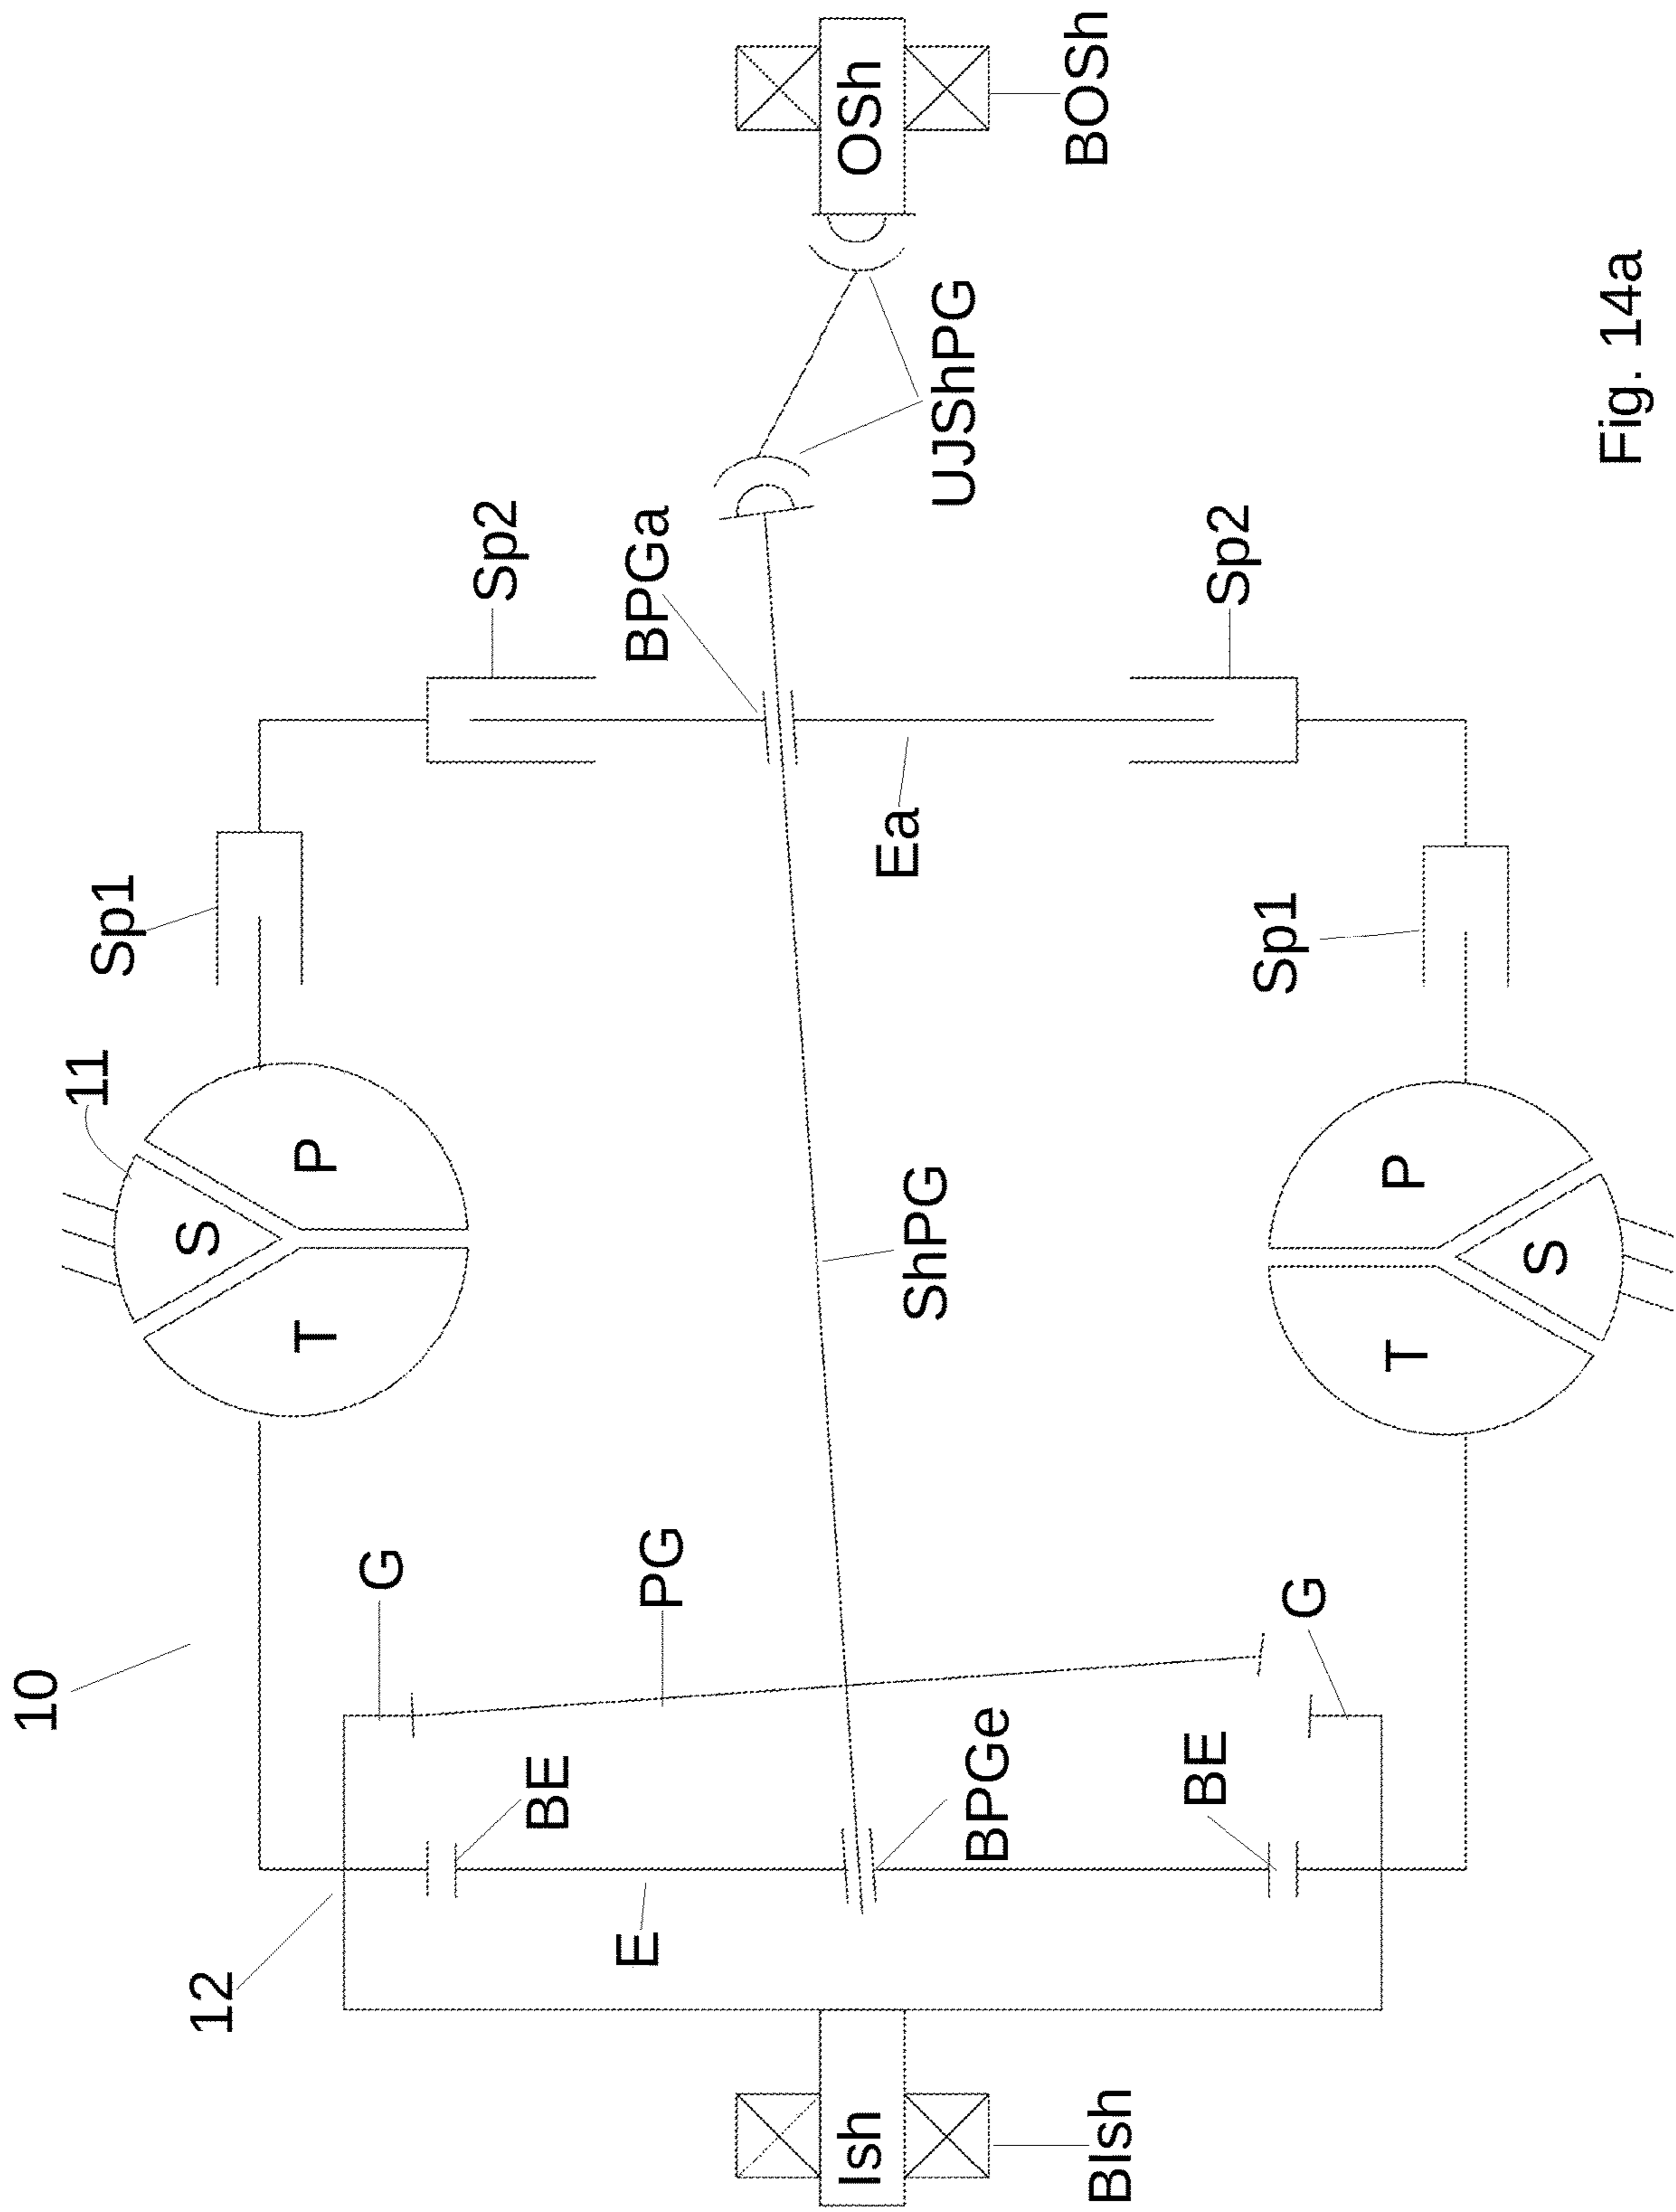 10
12
11
Sp1
Sp2
S
T
P
G
PG
BE
E
BPGa
Ish
BIsh
ShPG
Ea
UJShPG
OSh
BOSh
BPGe
BE
G
Sp1
Sp2
T
P
S
Fig. 14a